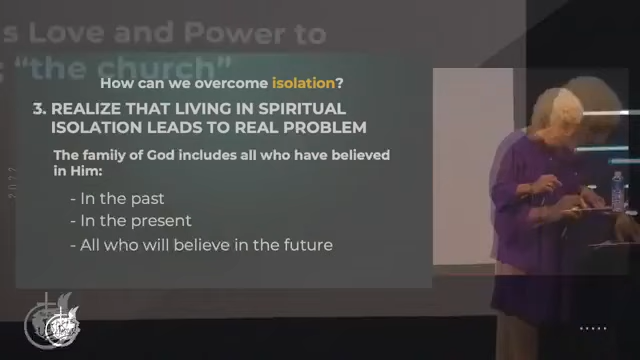 s Love and Power to
; “the church”
How can we overcome isolation?
3. REALIZE THAT LIVING IN SPIRITUAL
ISOLATION LEADS TO REAL PROBLEM
The family of God includes all who have believed
in Him:
- In the past
- In the present
- All who will believe in the future
2022